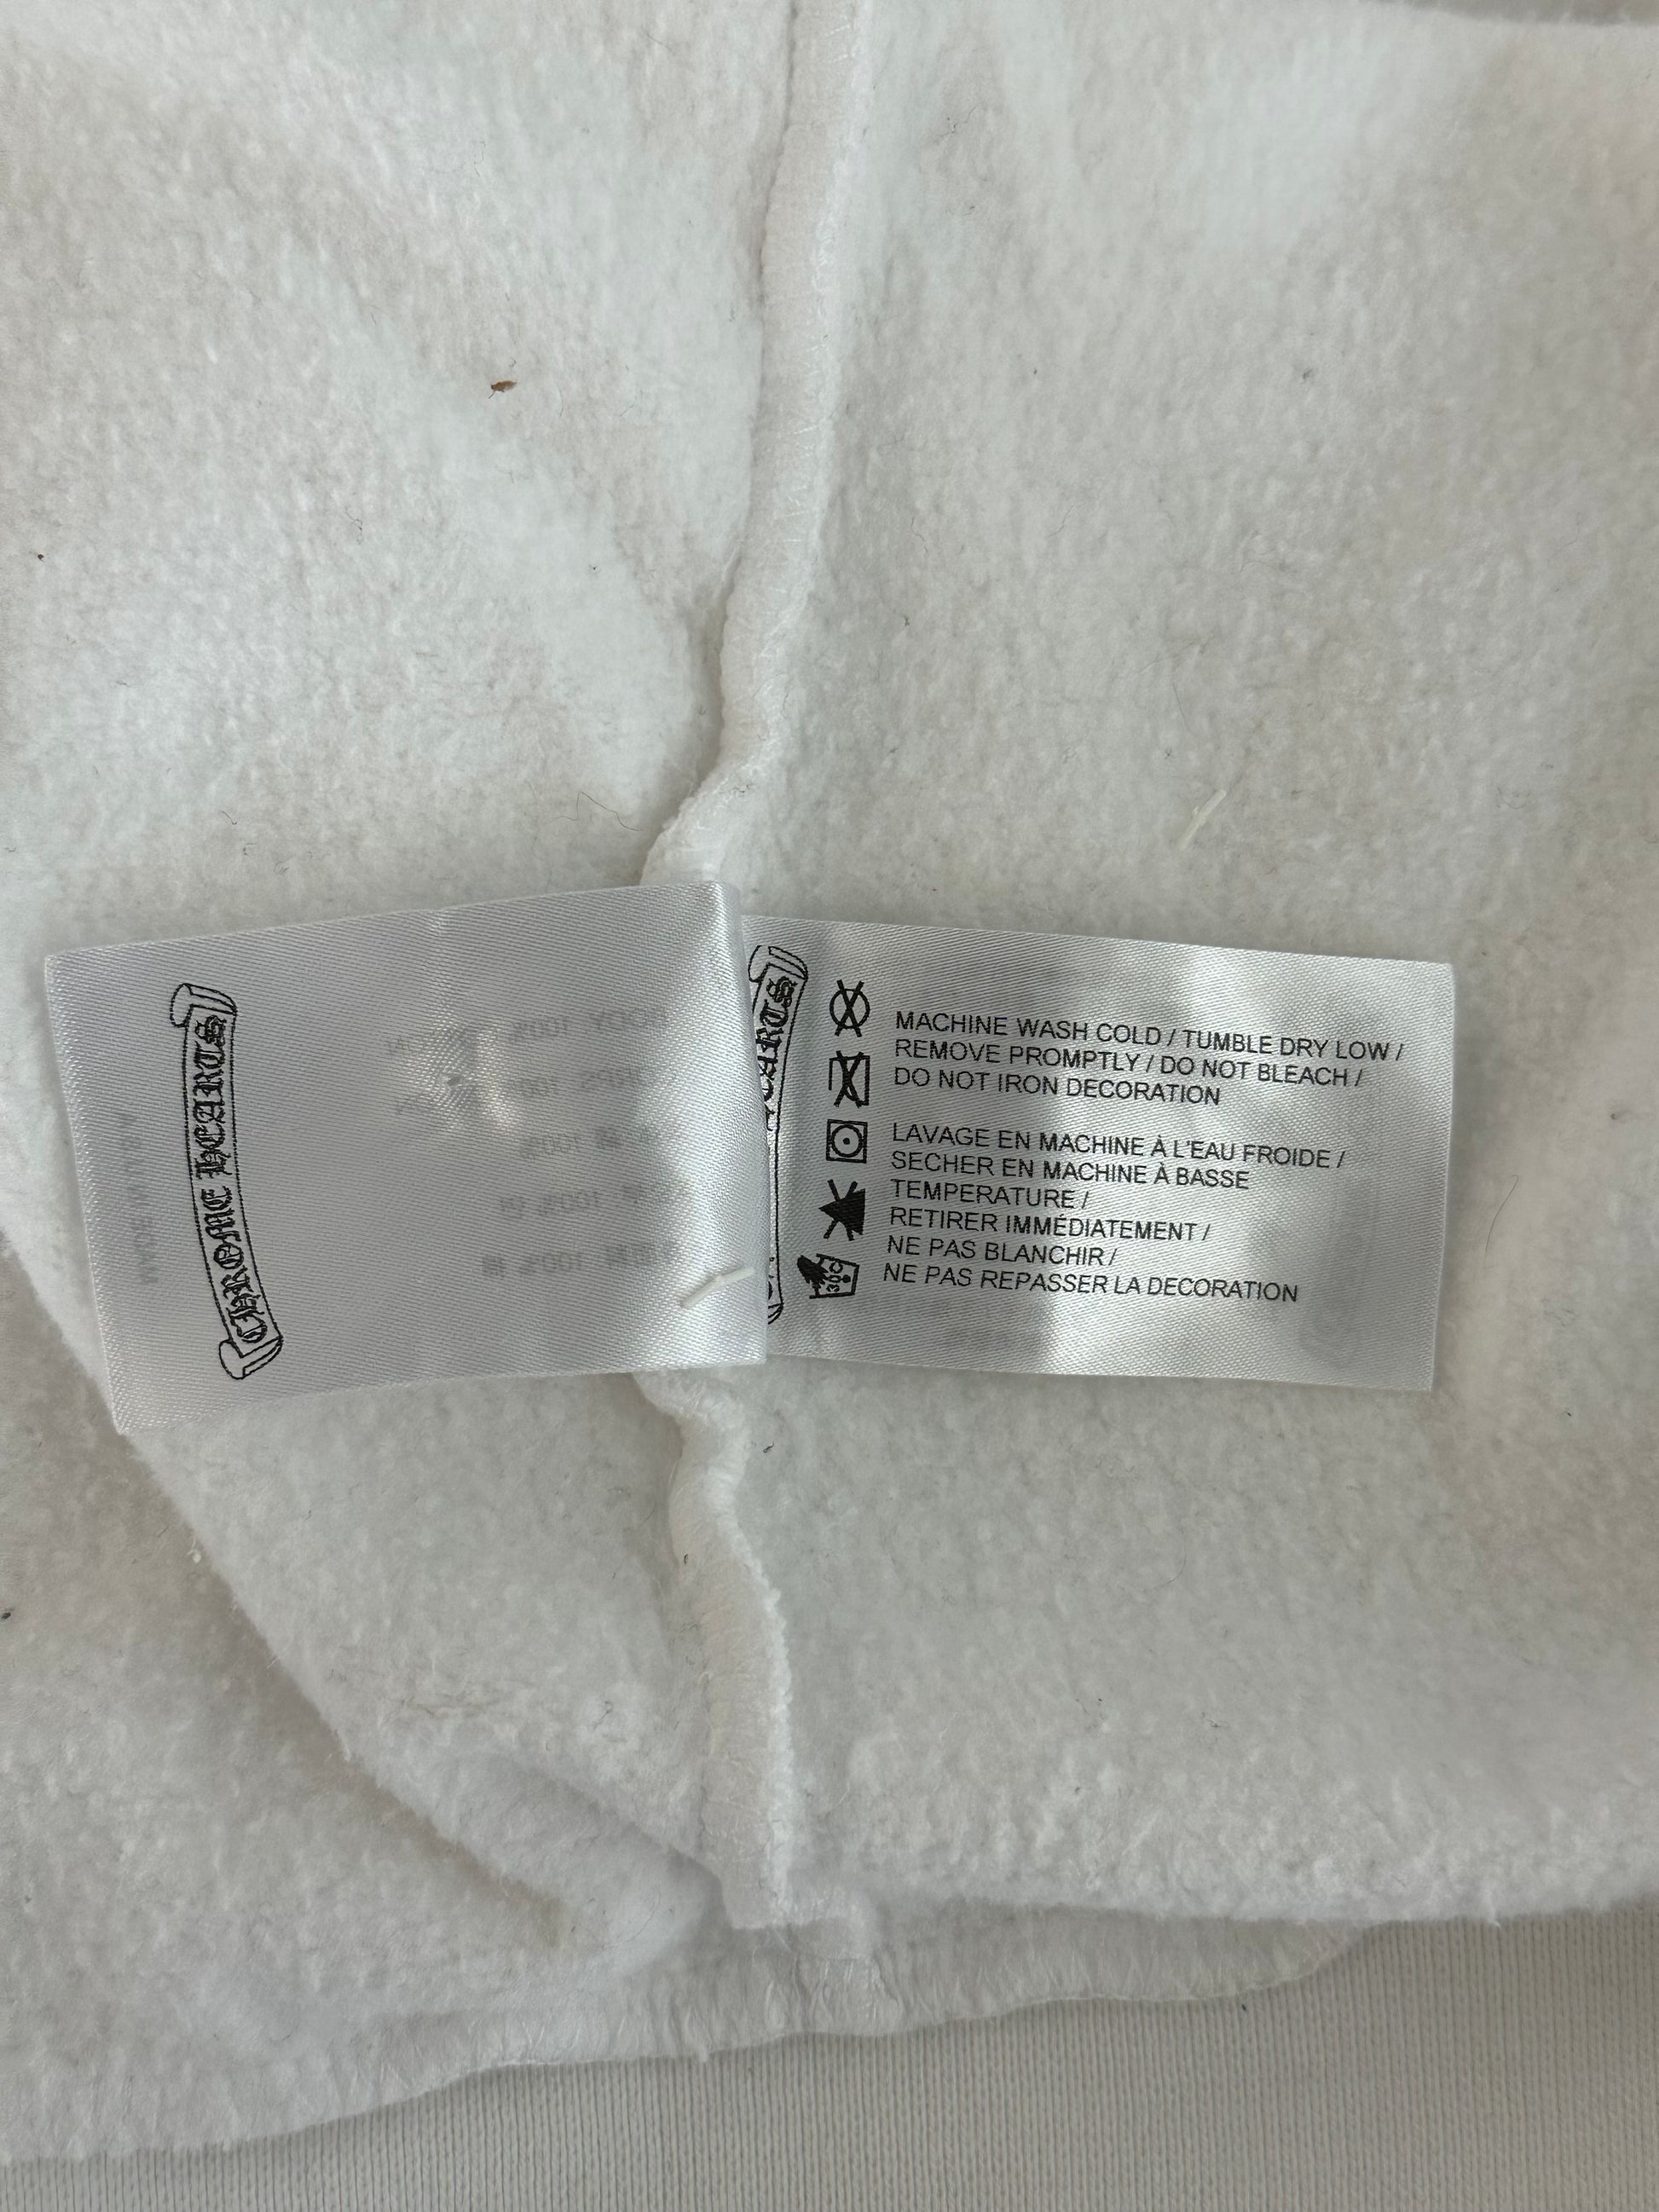 CHROME HEARTS
MACHINE WASH COLD / TUMBLE DRY LOW /
REMOVE PROMPTLY / DO NOT BLEACH /
DO NOT IRON DECORATION
LAVAGE EN MACHINE À L'EAU FROIDE /
SECHER EN MACHINE À BASSE
TEMPERATURE /
RETIRER IMMÉDIATEMENT /
NE PAS BLANCHIR /
NE PAS REPASSER LA DECORATION
30C